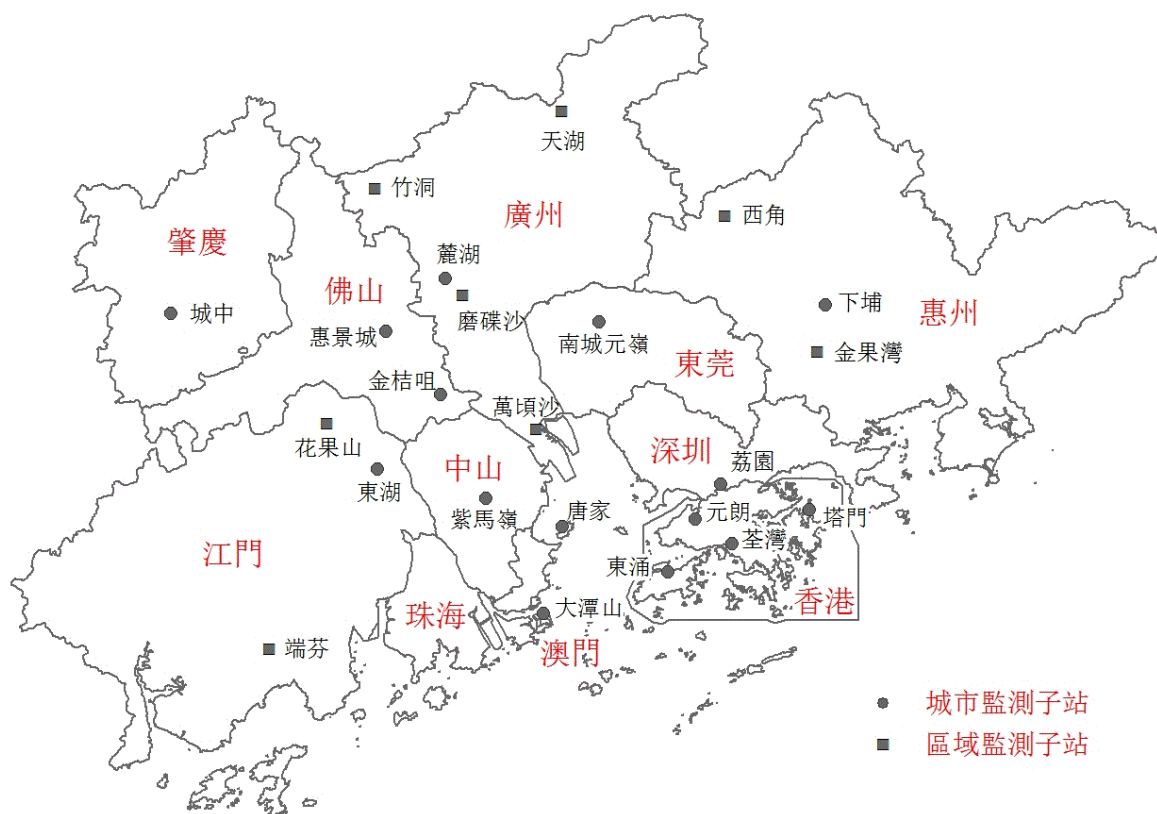 天湖
竹洞
廣州
西角
肇慶
麓湖
佛山
磨碟沙
下埔
惠州
城中
惠景城
南城元嶺
金果灣
東莞
金桔咀
萬頃沙
花果山
中山
深圳
荔園
東湖
紫馬嶺
唐家
元朗
塔門
荃灣
江門
東涌
香港
珠海
大潭山
澳門
端芬
城市監測子站
區域監測子站